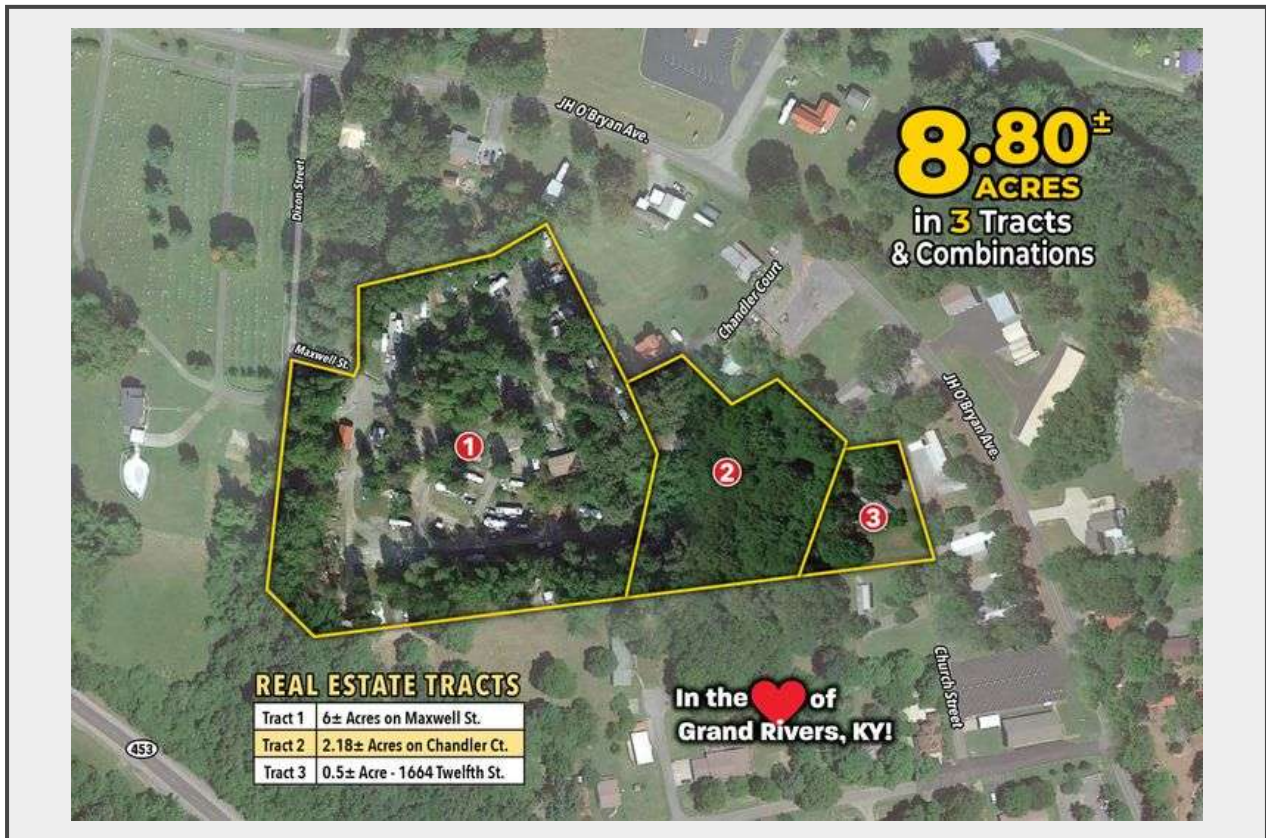 JH O'Bryan Ave.
8.80±
ACRES
in 3 Tracts
& Combinations
Dixon Street
Chandler Court
Maxwell St.
JH O'Bryan Ave.
1
2
3
REAL ESTATE TRACTS
Tract 1 6± Acres on Maxwell St.
Tract 2 2.18± Acres on Chandler Ct.
Tract 3 0.5± Acre - 1664 Twelfth St.
In the of
Grand Rivers, KY!
Church Street
453